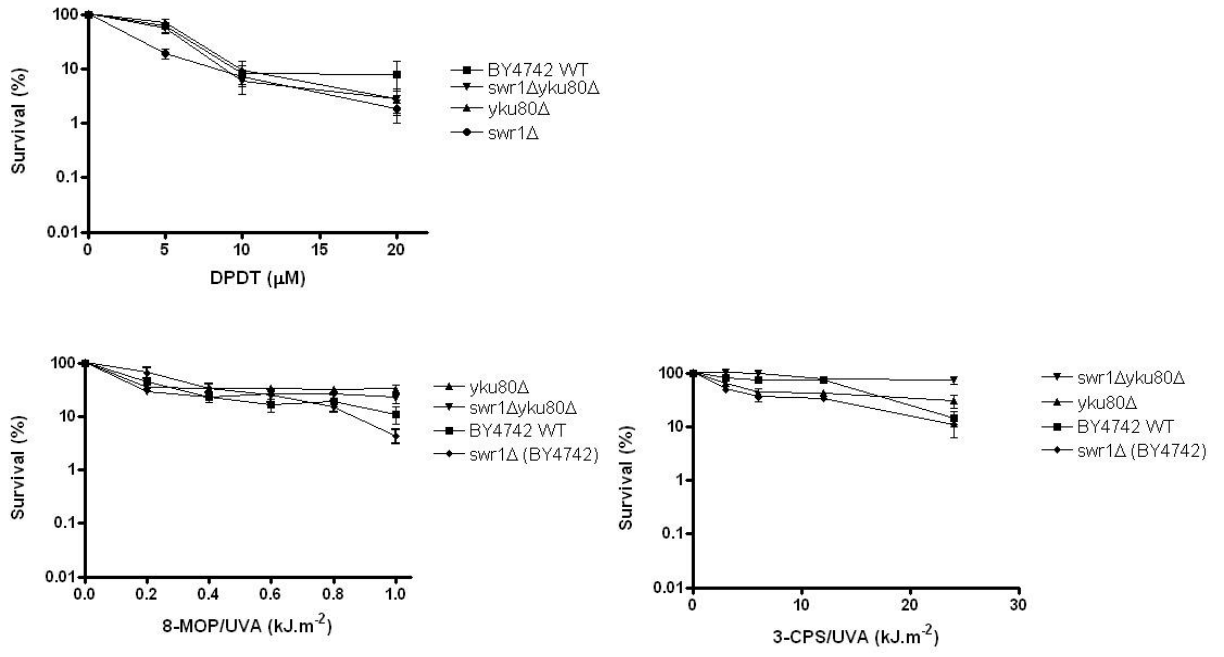 100
10
1
0.1
0.01
Survival (%)
0 5 10 15 20
DPDT (μM)
BY4742 WT
swr1Δyku80Δ
yku80Δ
swr1Δ
100
10
1
0.1
0.01
Survival (%)
0.0 0.2 0.4 0.6 0.8 1.0
8-MOP/UVA (kJ.m⁻²)
yku80Δ
swr1Δyku80Δ
BY4742 WT
swr1Δ (BY4742)
100
10
1
0.1
0.01
Survival (%)
0 10 20 30
3-CPS/UVA (kJ.m⁻²)
swr1Δyku80Δ
yku80Δ
BY4742 WT
swr1Δ (BY4742)